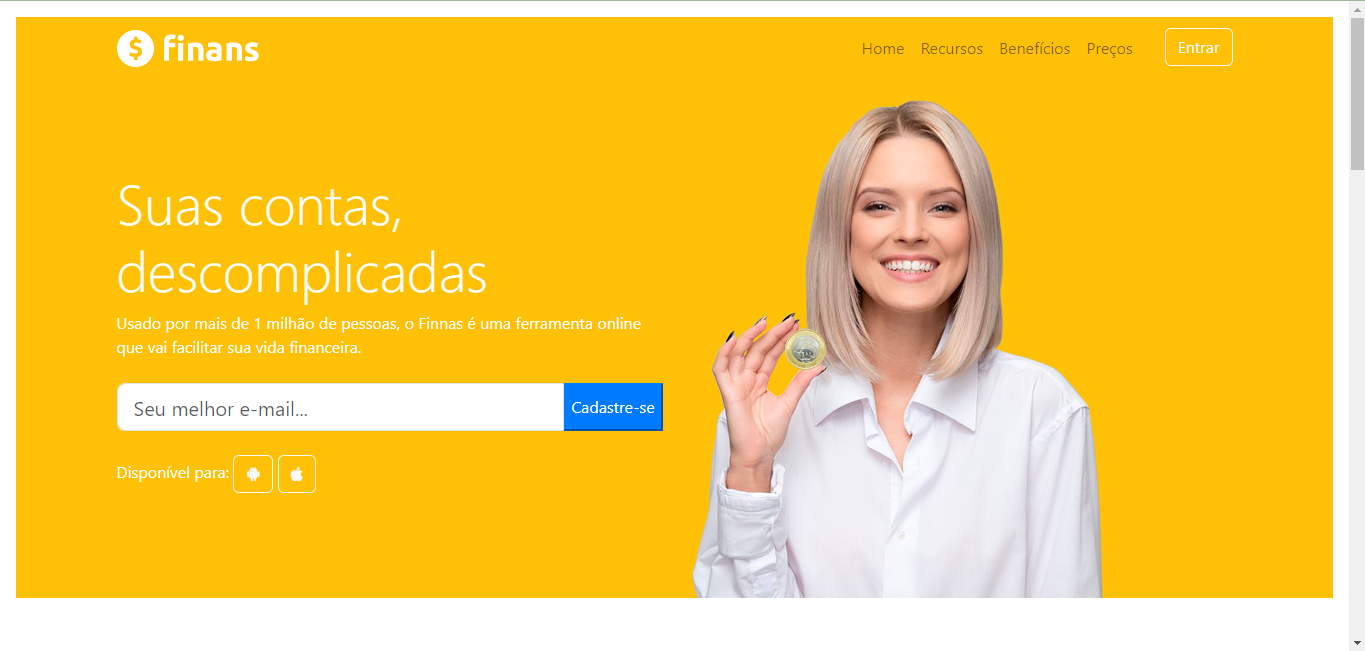 finans
Home Recursos Benefícios Preços Entrar
Suas contas,
descomplicadas
Usado por mais de 1 milhão de pessoas, o Finnas é uma ferramenta online
que vai facilitar sua vida financeira.
Seu melhor e-mail... Cadastre-se
Disponível para: